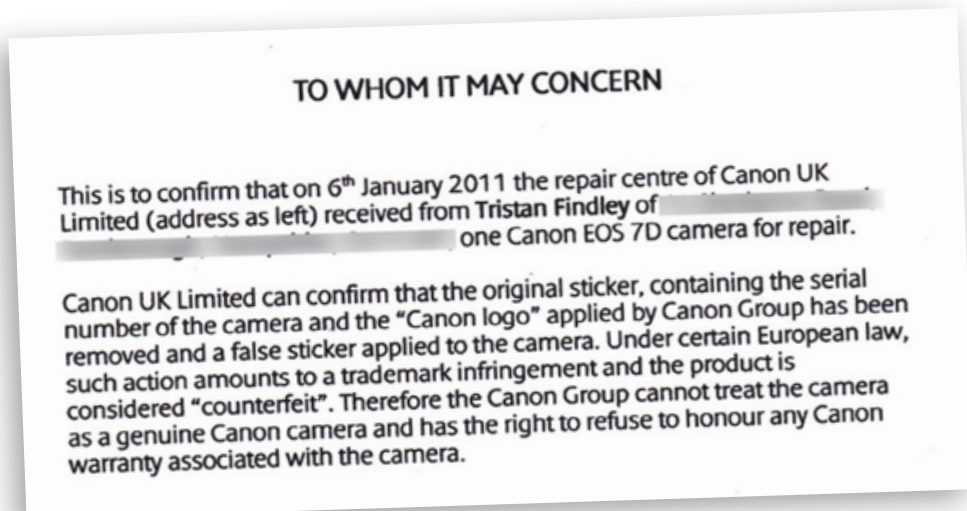 TO WHOM IT MAY CONCERN
This is to confirm that on 6th January 2011 the repair centre of Canon UK
Limited (address as left) received from Tristan Findley of
one Canon EOS 7D camera for repair.
Canon UK Limited can confirm that the original sticker, containing the serial
number of the camera and the “Canon logo” applied by Canon Group has been
removed and a false sticker applied to the camera. Under certain European law,
such action amounts to a trademark infringement and the product is
considered “counterfeit”. Therefore the Canon Group cannot treat the camera
as a genuine Canon camera and has the right to refuse to honour any Canon
warranty associated with the camera.